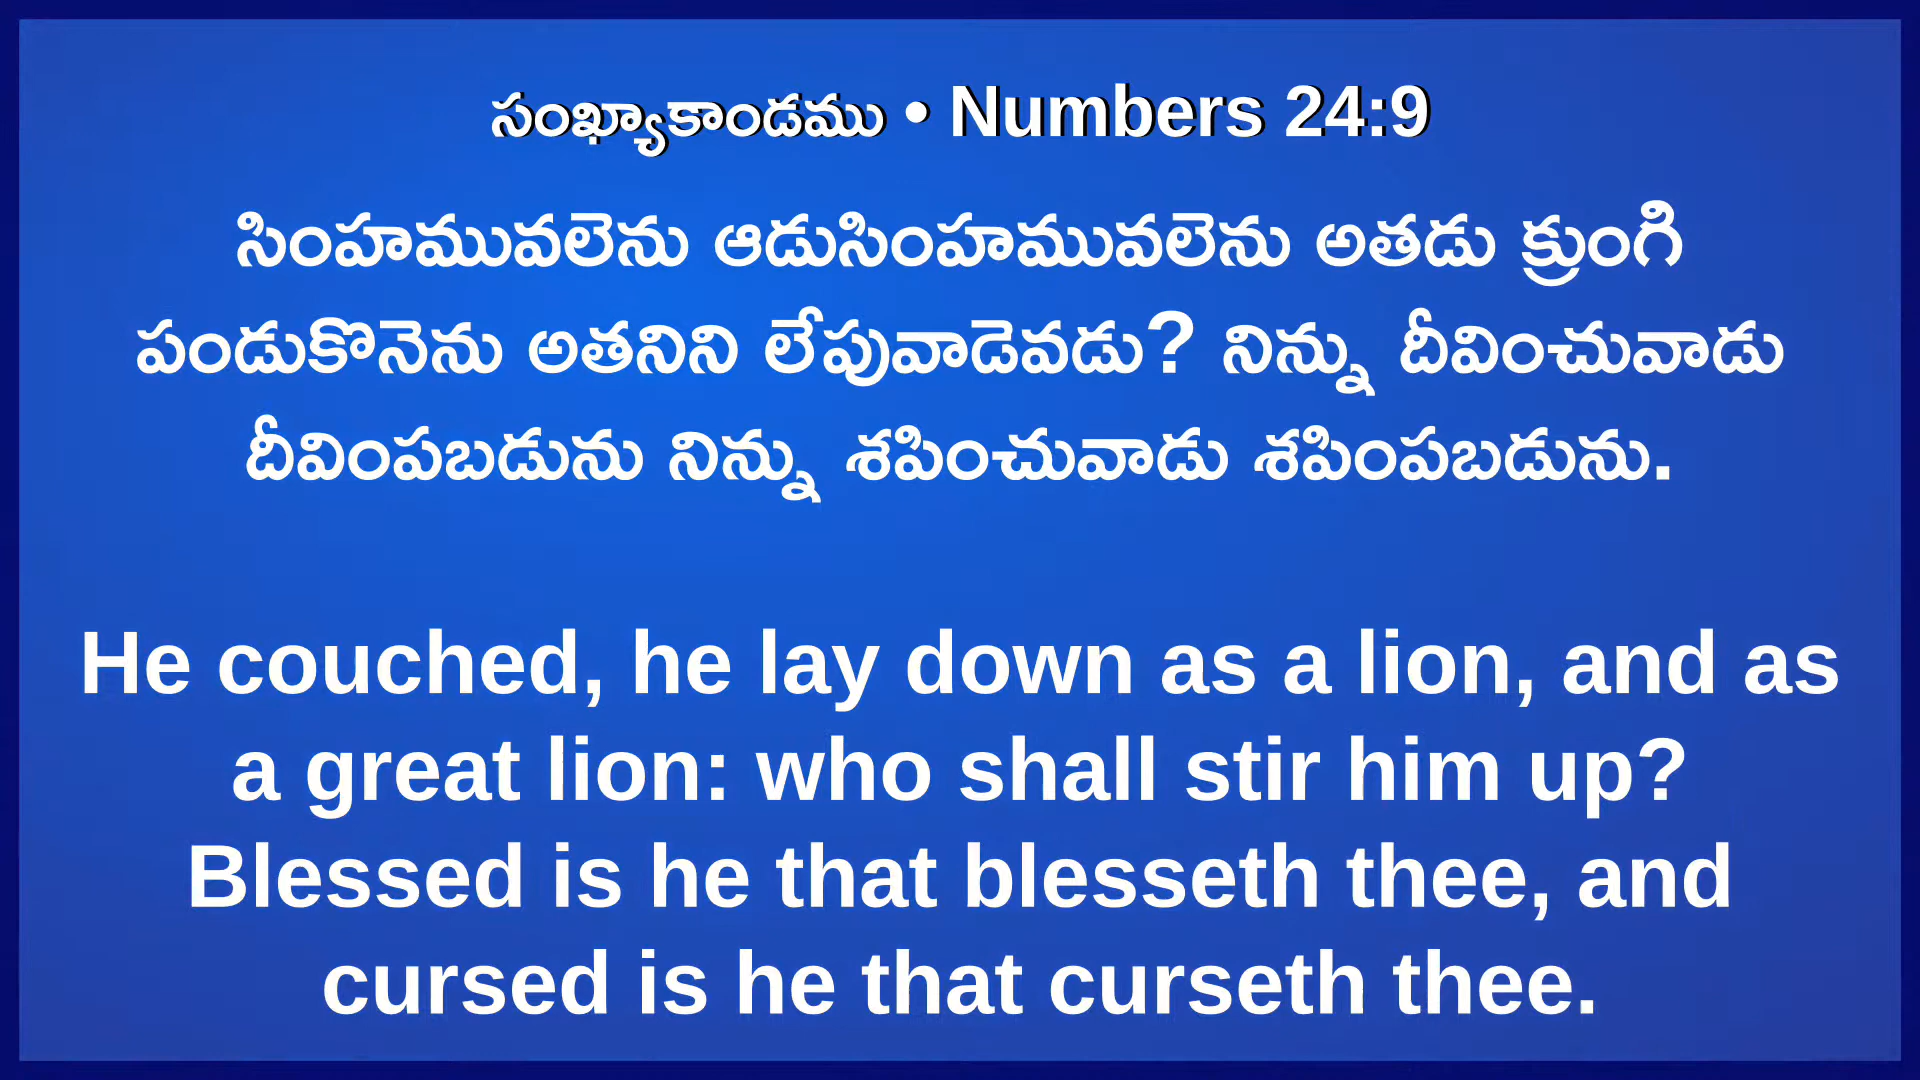 సంఖ్యాకాండము • Numbers 24:9
సింహమువలెను ఆడుసింహమువలెను అతడు క్రుంగి
పండుకొనెను అతనిని లేపువాడెవడు? నిన్ను దీవించువాడు
దీవింపబడును నిన్ను శపించువాడు శపింపబడును.
He couched, he lay down as a lion, and as
a great lion: who shall stir him up?
Blessed is he that blesseth thee, and
cursed is he that curseth thee.